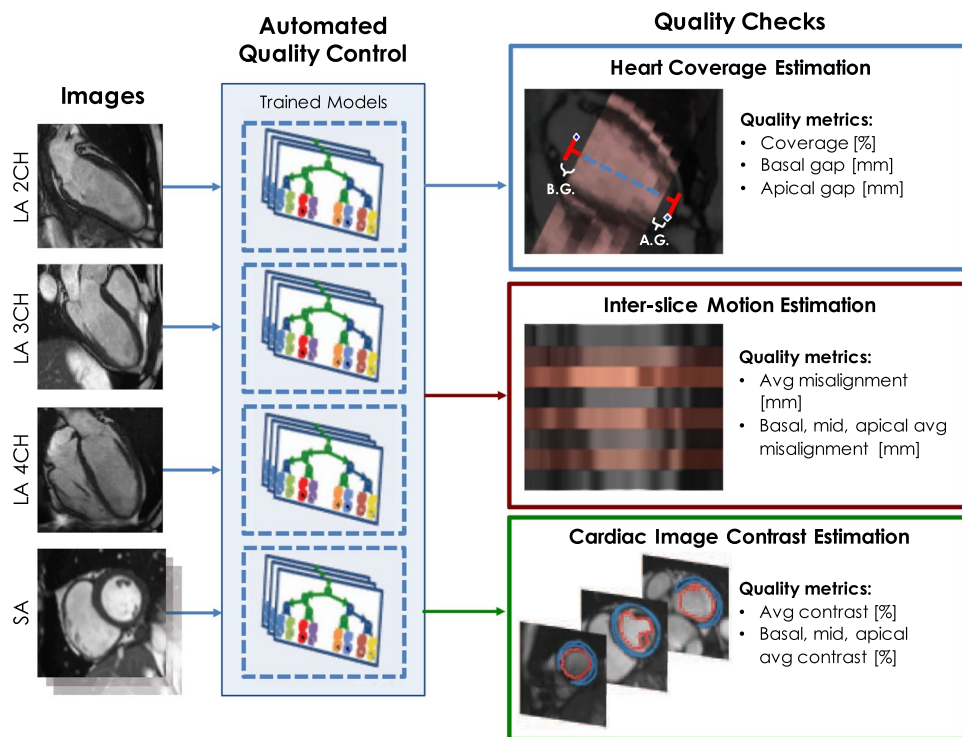 Automated
Quality Control
Quality Checks
Images
Trained Models
LA 2CH
LA 3CH
LA 4CH
SA
Heart Coverage Estimation
B.G.
A.G.
Quality metrics:
• Coverage [%]
• Basal gap [mm]
• Apical gap [mm]
Inter-slice Motion Estimation
Quality metrics:
• Avg misalignment
[mm]
• Basal, mid, apical avg
misalignment [mm]
Cardiac Image Contrast Estimation
Quality metrics:
• Avg contrast [%]
• Basal, mid, apical
avg contrast [%]